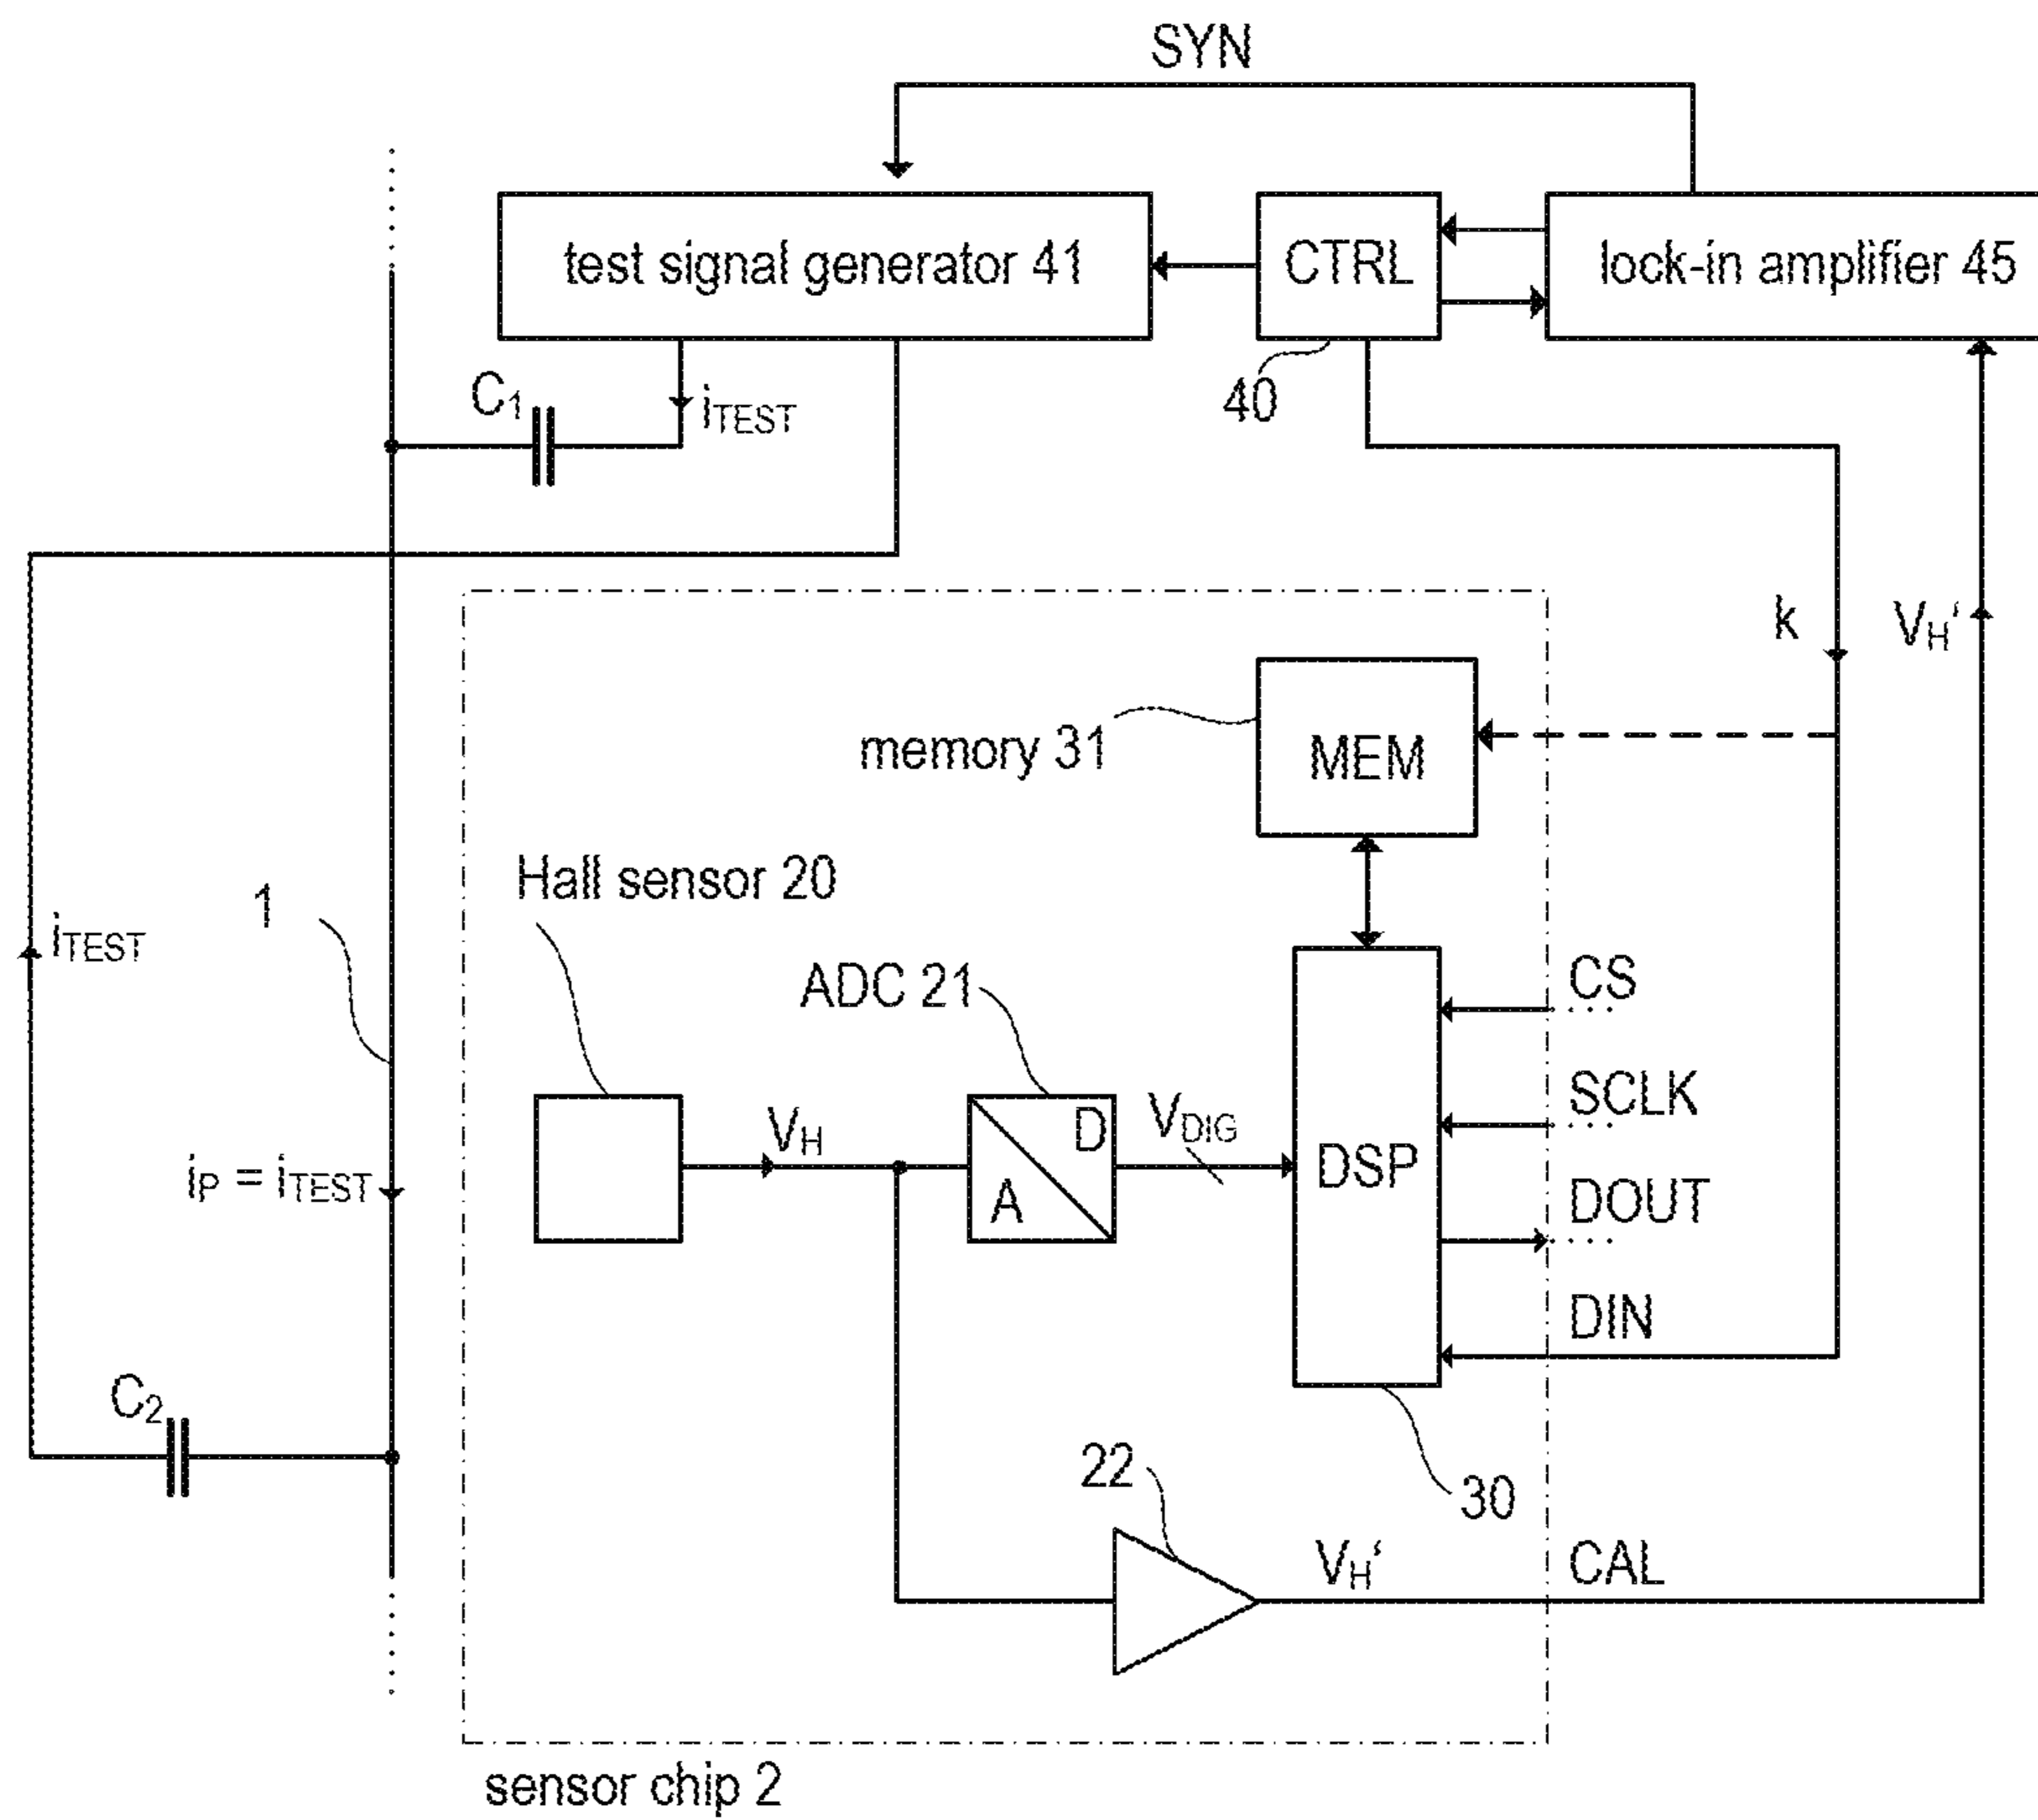 SYN
test signal generator 41
CTRL
lock-in amplifier 45
C1
iTEST
40
k
VH'
memory 31
MEM
Hall sensor 20
1
iTEST
ADC 21
CS
SCLK
VH
D
A
VDIG
DSP
iP = iTEST
DOUT
DIN
C2
22
30
VH'
CAL
sensor chip 2